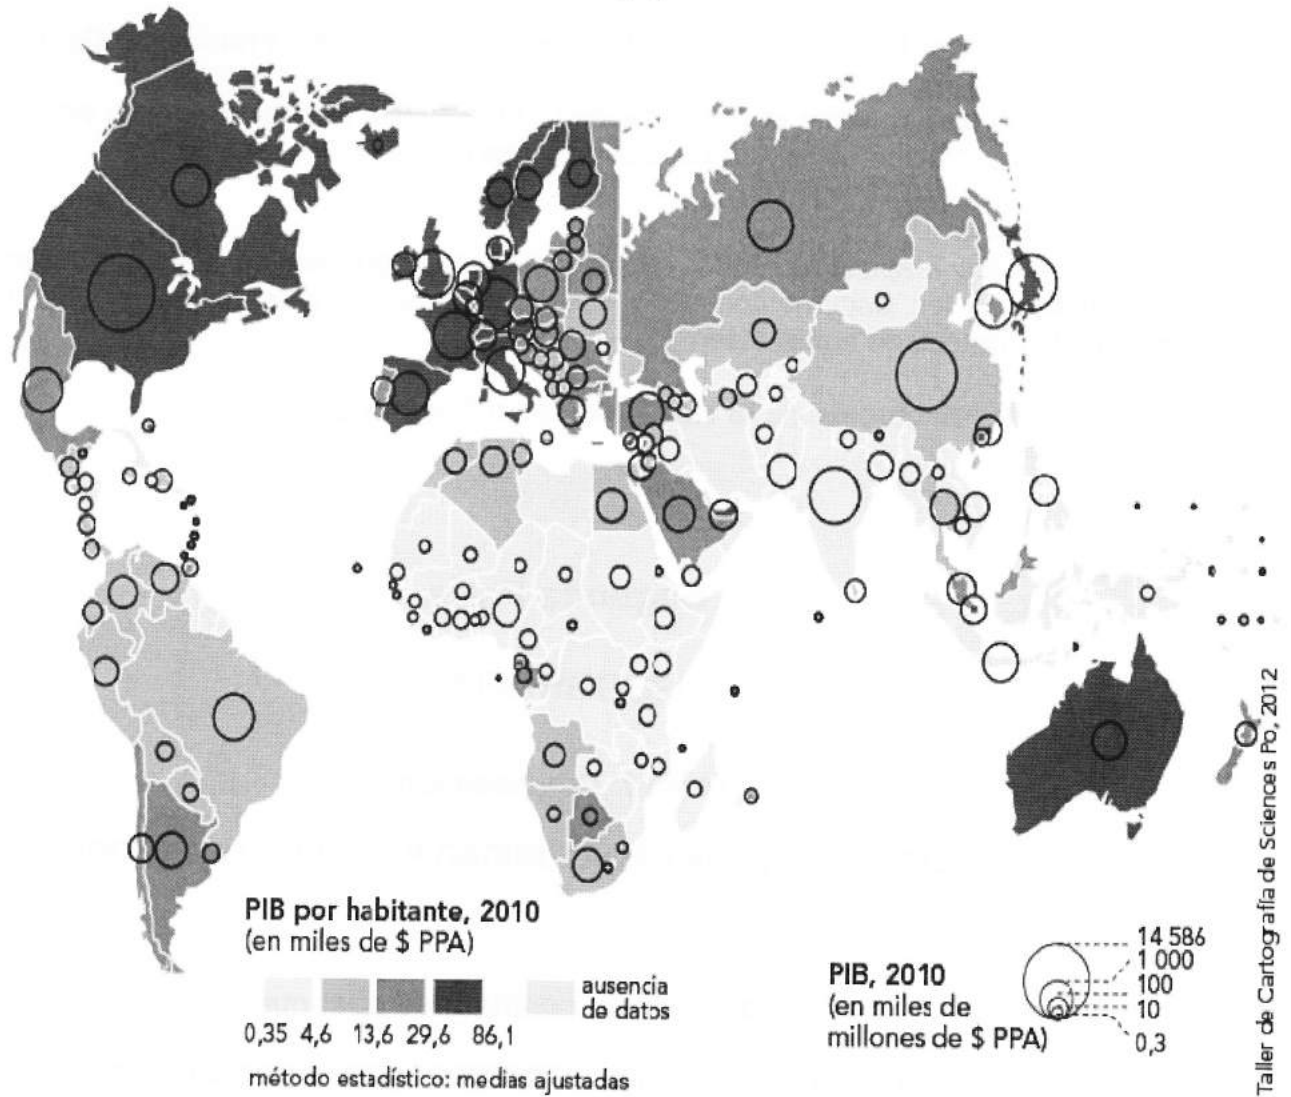 PIB por habitante, 2010
(en miles de $ PPA)
ausencia
de datos
0,35 4,6 13,6 29,6 86,1
método estadístico: medias ajustadas
PIB, 2010
(en miles de
millones de $ PPA)
14 586
1 000
100
10
0,3
Taller de Cartografía de Sciences Po, 2012